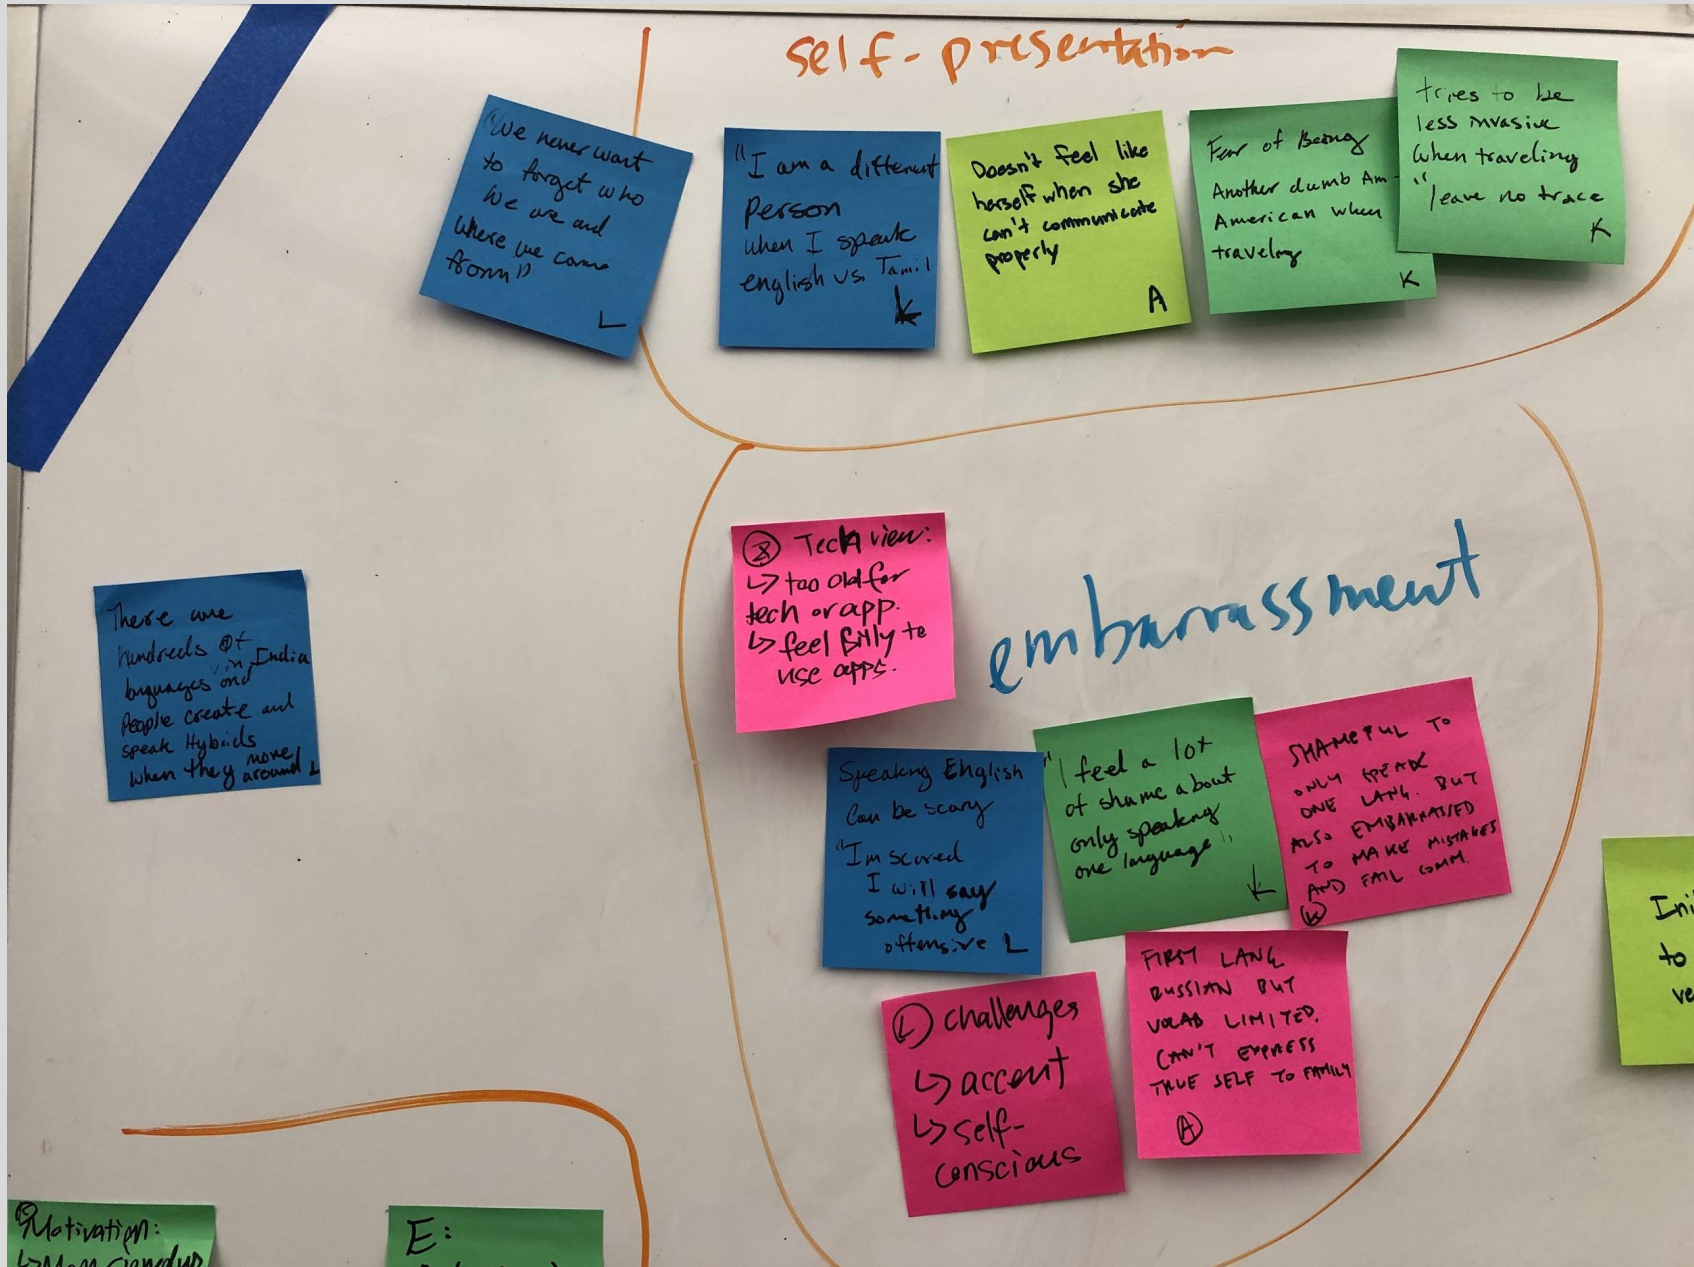 self-presentation
"We never want
to forget who
we are and
where we came
from"
L
"I am a different
person
when I speak
english vs. Tamil
k
Doesn't feel like
herself when she
can't communicate
properly
A
Fear of Being
Another dumb Am-
American when
traveling
K
tries to be
less invasive
when traveling
"leave no trace
K
There are
hundreds of
in India
languages and
People create and
speak Hybrids
when they move
around L
embarrassment
Tech view:
↳ too old for
tech or app.
↳ feel silly to
use apps.
Speaking English
Can be scary
"I'm scared
I will say
something
offensive L
"I feel a lot
of shame about
only speaking
one language"
K
SHAMEFUL TO
ONLY SPEAK
ONE LANG. BUT
ALSO EMBARRASSED
TO MAKE MISTAKES
AND FAIL COMM.
K
L challenges
↳ accent
↳ self-
conscious
FIRST LANG
RUSSIAN BUT
VOCAB LIMITED.
CAN'T EXPRESS
TRUE SELF TO FAMILY
A
Ini
to
ve
Motivation:
E: